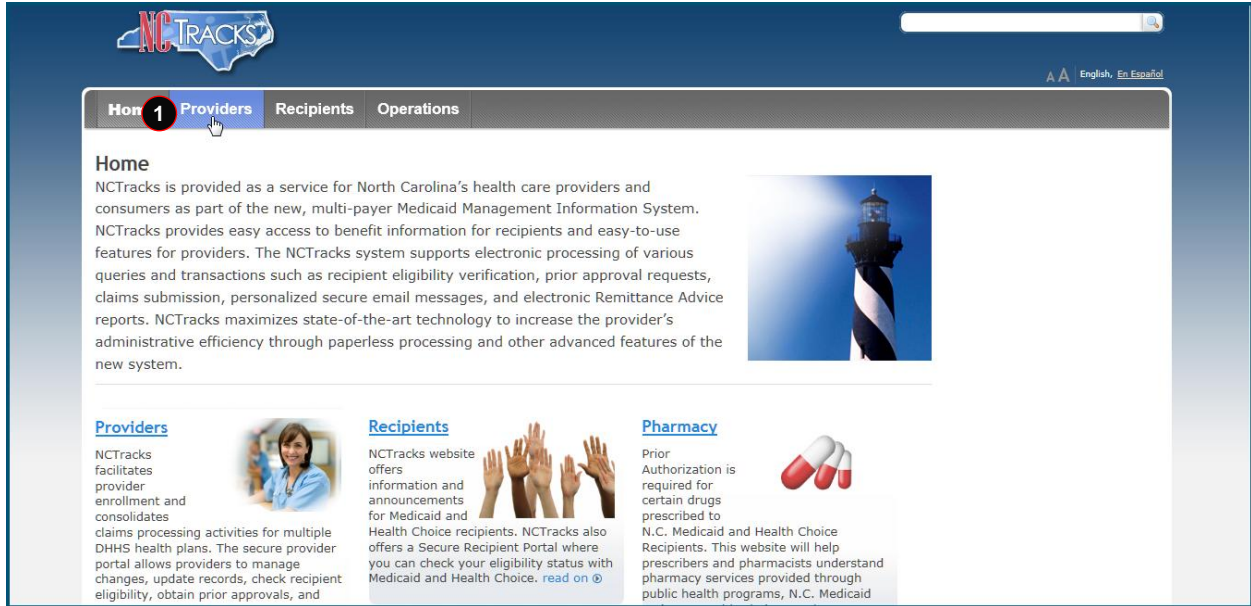 NCTRACKS
A A English, En Español
Home 1 Providers Recipients Operations
Home
NCTracks is provided as a service for North Carolina's health care providers and
consumers as part of the new, multi-payer Medicaid Management Information System.
NCTracks provides easy access to benefit information for recipients and easy-to-use
features for providers. The NCTracks system supports electronic processing of various
queries and transactions such as recipient eligibility verification, prior approval requests,
claims submission, personalized secure email messages, and electronic Remittance Advice
reports. NCTracks maximizes state-of-the-art technology to increase the provider's
administrative efficiency through paperless processing and other advanced features of the
new system.
Providers
NCTracks
facilitates
provider
enrollment and
consolidates
claims processing activities for multiple
DHHS health plans. The secure provider
portal allows providers to manage
changes, update records, check recipient
eligibility, obtain prior approvals, and
Recipients
NCTracks website
offers
information and
announcements
for Medicaid and
Health Choice recipients. NCTracks also
offers a Secure Recipient Portal where
you can check your eligibility status with
Medicaid and Health Choice. read on
Pharmacy
Prior
Authorization is
required for
certain drugs
prescribed to
N.C. Medicaid and Health Choice
Recipients. This website will help
prescribers and pharmacists understand
pharmacy services provided through
public health programs, N.C. Medicaid